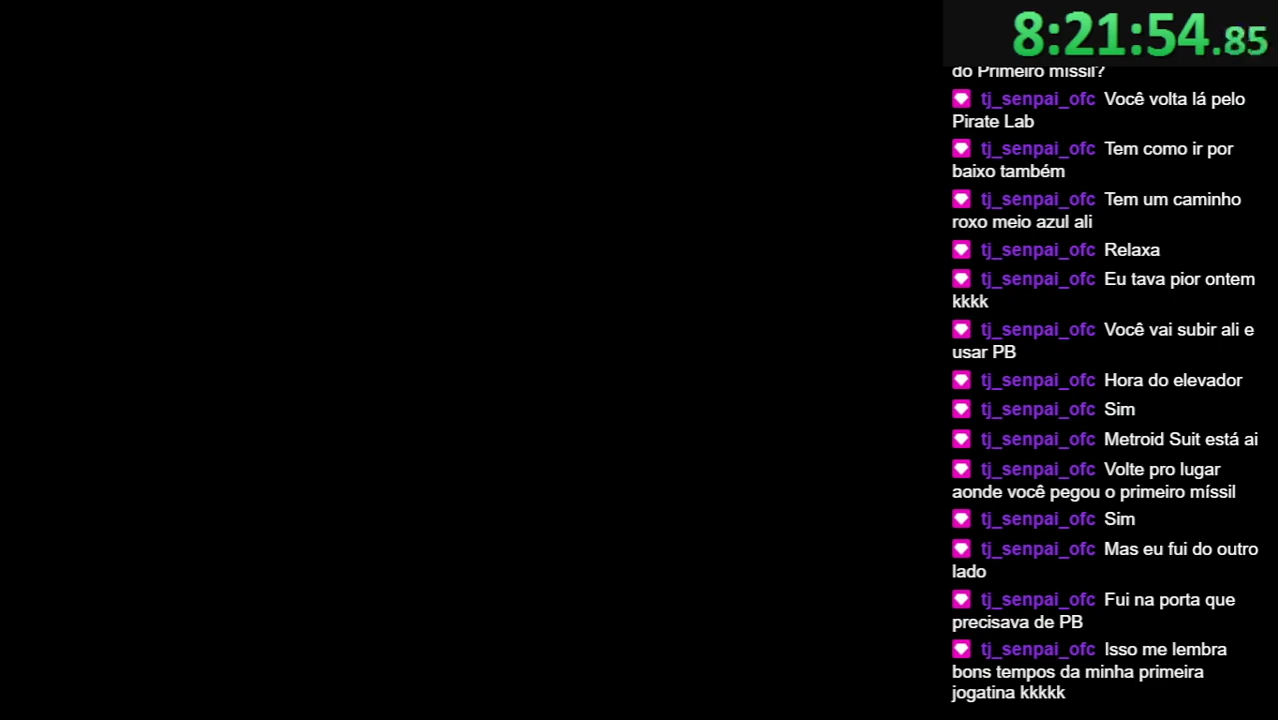 8:21:54.85
do Primeiro míssil?
tj_senpai_ofc Você volta lá pelo
Pirate Lab
tj_senpai_ofc Tem como ir por
baixo também
tj_senpai_ofc Tem um caminho
roxo meio azul ali
tj_senpai_ofc Relaxa
tj_senpai_ofc Eu tava pior ontem
kkkk
tj_senpai_ofc Você vai subir ali e
usar PB
tj_senpai_ofc Hora do elevador
tj_senpai_ofc Sim
tj_senpai_ofc Metroid Suit está ai
tj_senpai_ofc Volte pro lugar
aonde você pegou o primeiro míssil
tj_senpai_ofc Sim
tj_senpai_ofc Mas eu fui do outro
lado
tj_senpai_ofc Fui na porta que
precisava de PB
tj_senpai_ofc Isso me lembra
bons tempos da minha primeira
jogatina kkkkk